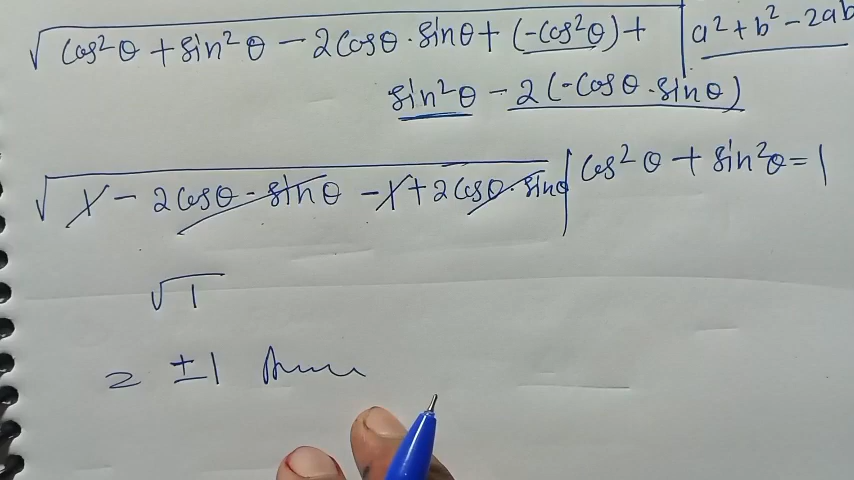 √cos²θ + sin²θ - 2cosθ·sinθ + (-cos²θ) + | a² + b² - 2ab
sin²θ - 2(-cosθ·sinθ)
√1 - 2cosθ·sinθ - 1 + 2cosθ·sinθ | cos²θ + sin²θ = 1
√1
= ±1 Ans